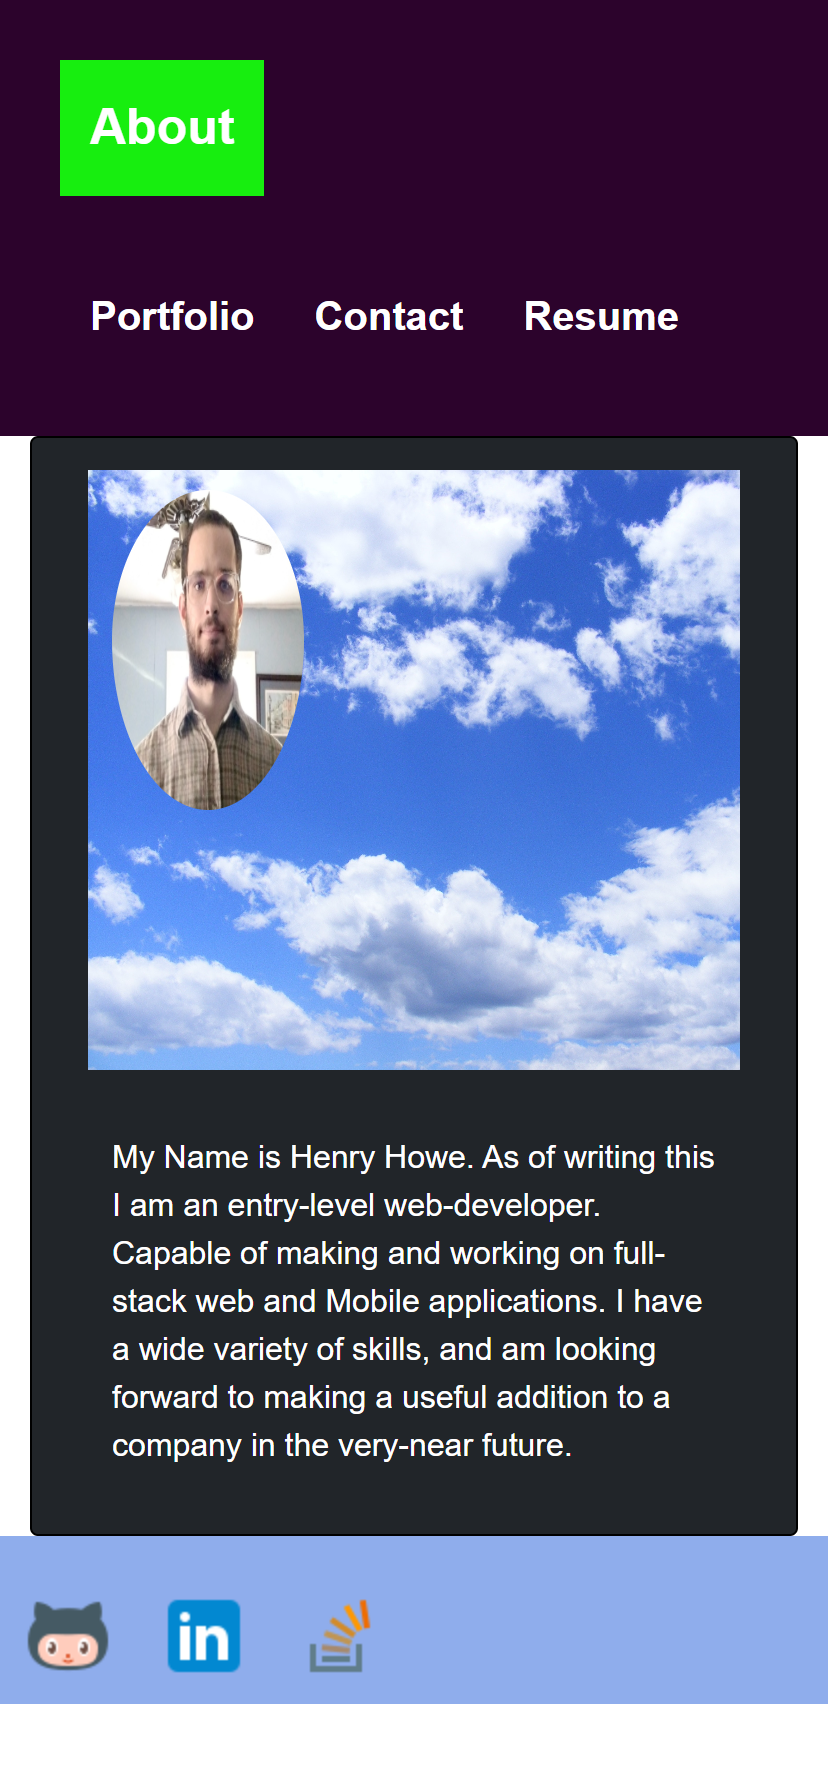 About
Portfolio Contact Resume
My Name is Henry Howe. As of writing this
I am an entry-level web-developer.
Capable of making and working on full-
stack web and Mobile applications. I have
a wide variety of skills, and am looking
forward to making a useful addition to a
company in the very-near future.
in